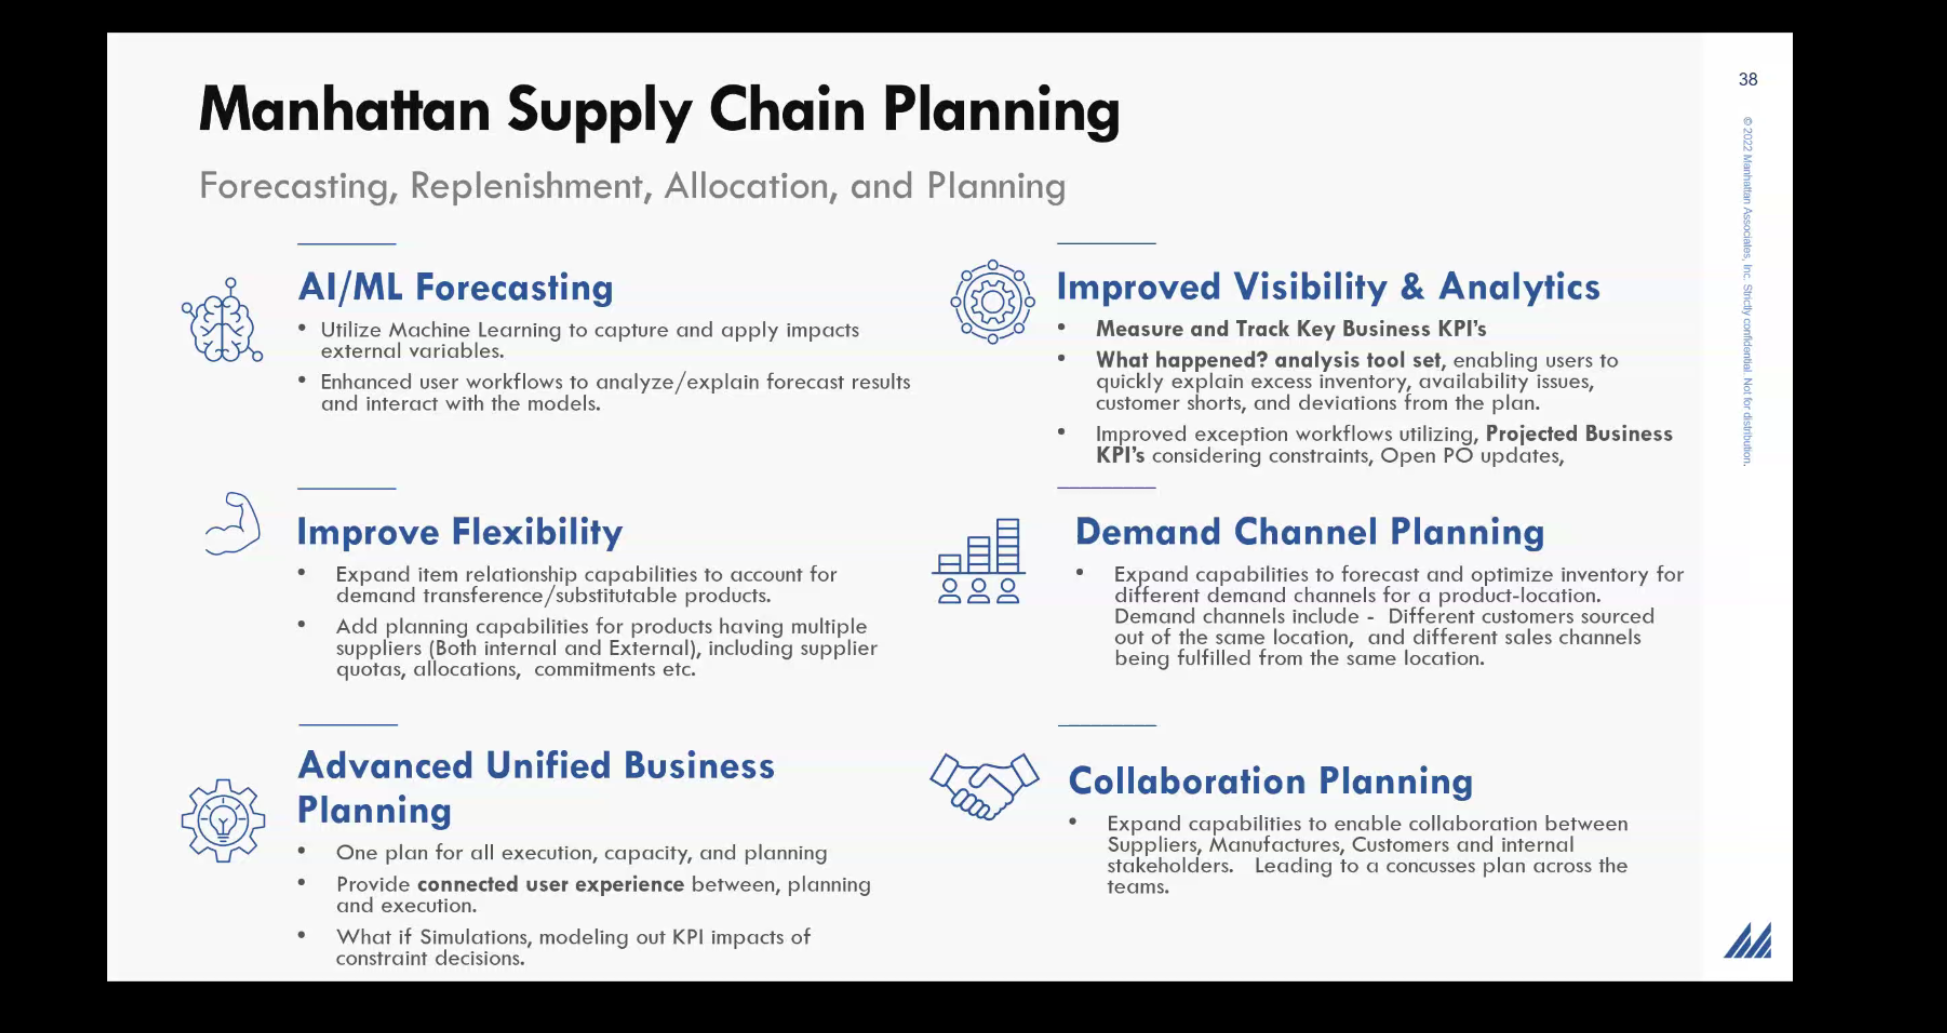 Manhattan Supply Chain Planning
Forecasting, Replenishment, Allocation, and Planning
AI/ML Forecasting
• Utilize Machine Learning to capture and apply impacts
external variables.
• Enhanced user workflows to analyze/explain forecast results
and interact with the models.
Improved Visibility & Analytics
• Measure and Track Key Business KPI's
• What happened? analysis tool set, enabling users to
quickly explain excess inventory, availability issues,
customer shorts, and deviations from the plan.
• Improved exception workflows utilizing, Projected Business
KPI's considering constraints, Open PO updates,
Improve Flexibility
• Expand item relationship capabilities to account for
demand transference/substitutable products.
• Add planning capabilities for products having multiple
suppliers (Both internal and External), including supplier
quotas, allocations, commitments etc.
Demand Channel Planning
• Expand capabilities to forecast and optimize inventory for
different demand channels for a product-location.
Demand channels include - Different customers sourced
out of the same location, and different sales channels
being fulfilled from the same location.
Advanced Unified Business
Planning
• One plan for all execution, capacity, and planning
• Provide connected user experience between, planning
and execution.
• What if Simulations, modeling out KPI impacts of
constraint decisions.
Collaboration Planning
• Expand capabilities to enable collaboration between
Suppliers, Manufactures, Customers and internal
stakeholders. Leading to a concusses plan across the
teams.
38
© 2022 Manhattan Associates, Inc. Strictly confidential. Not for distribution.